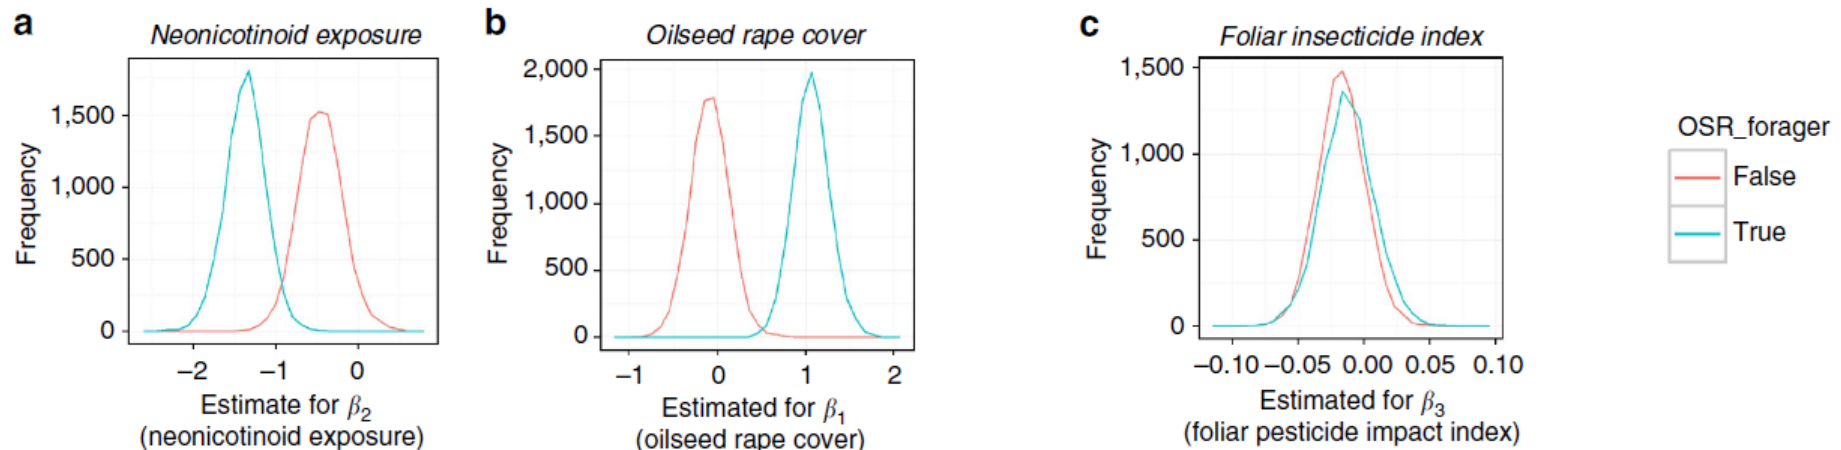 a
Neonicotinoid exposure
Frequency
1,500
1,000
500
0
–2 –1 0
Estimate for β2
(neonicotinoid exposure)
b
Oilseed rape cover
Frequency
2,000
1,500
1,000
500
0
–1 0 1 2
Estimated for β1
(oilseed rape cover)
c
Foliar insecticide index
Frequency
1,500
1,000
500
0
–0.10 –0.05 0.00 0.05 0.10
Estimated for β3
(foliar pesticide impact index)
OSR_forager
False
True